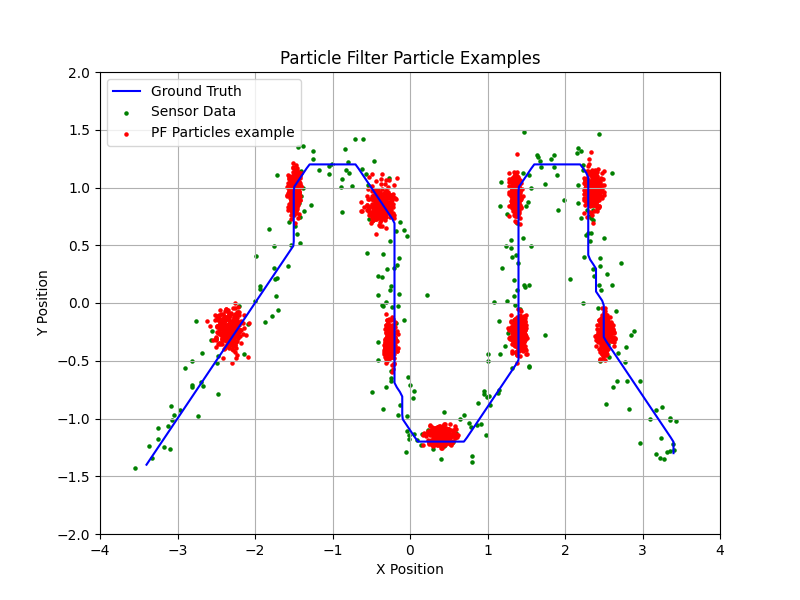 Particle Filter Particle Examples
Ground Truth
Sensor Data
PF Particles example
2.0
1.5
1.0
0.5
0.0
−0.5
−1.0
−1.5
−2.0
Y Position
−4 −3 −2 −1 0 1 2 3 4
X Position